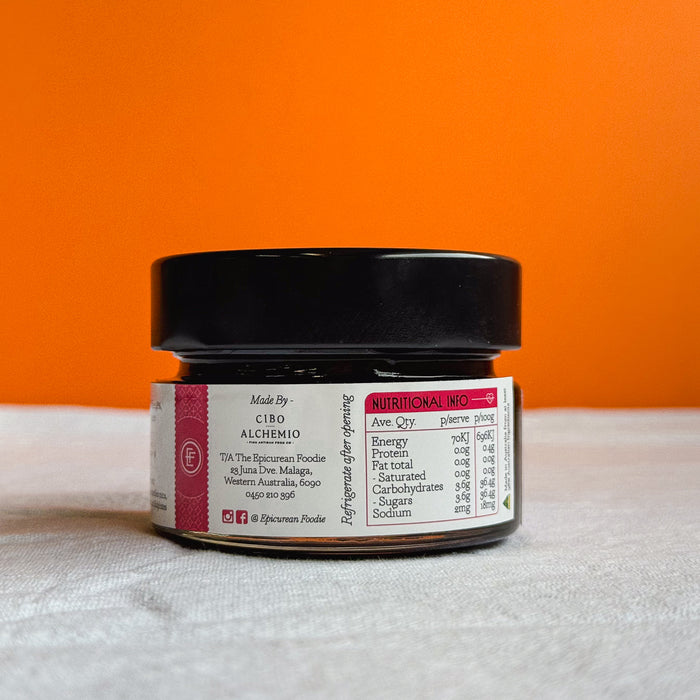 Made By -
CIBO
ALCHEMIO
T/A The Epicurean Foodie
23 Juna Dve. Malaga,
Western Australia, 6090
0450 210 396
@ Epicurean Foodie
Refrigerate after opening
NUTRITIONAL INFO
Ave. Qty. p/serve p/100g
Energy 70KJ 696KJ
Protein 0.0g
Fat total 0.0g
- Saturated 0.0g
Carbohydrates 3.6g
- Sugars 3.6g
Sodium 2mg 18mg